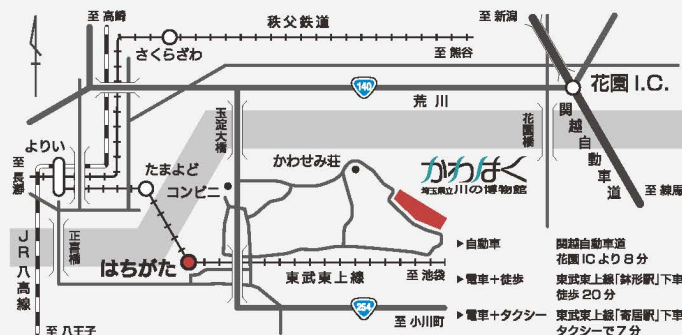 至 高崎
秩父鉄道
至 新潟
さくらざわ
至 熊谷
140
花園 I.C.
荒川
玉淀大橋
花園橋
関越自動車道
よりい
至 長瀞
たまよど
かわせみ荘
かわはく
埼玉県立 川の博物館
コンビニ
至 練馬
正喜橋
JR八高線
はちがた
東武東上線
至 池袋
254
至 小川町
至 八王子
▶自動車 関越自動車道
花園 IC より 8 分
▶電車+徒歩 東武東上線「鉢形駅」下車
徒歩 20 分
▶電車+タクシー 東武東上線「寄居駅」下車
タクシーで 7 分